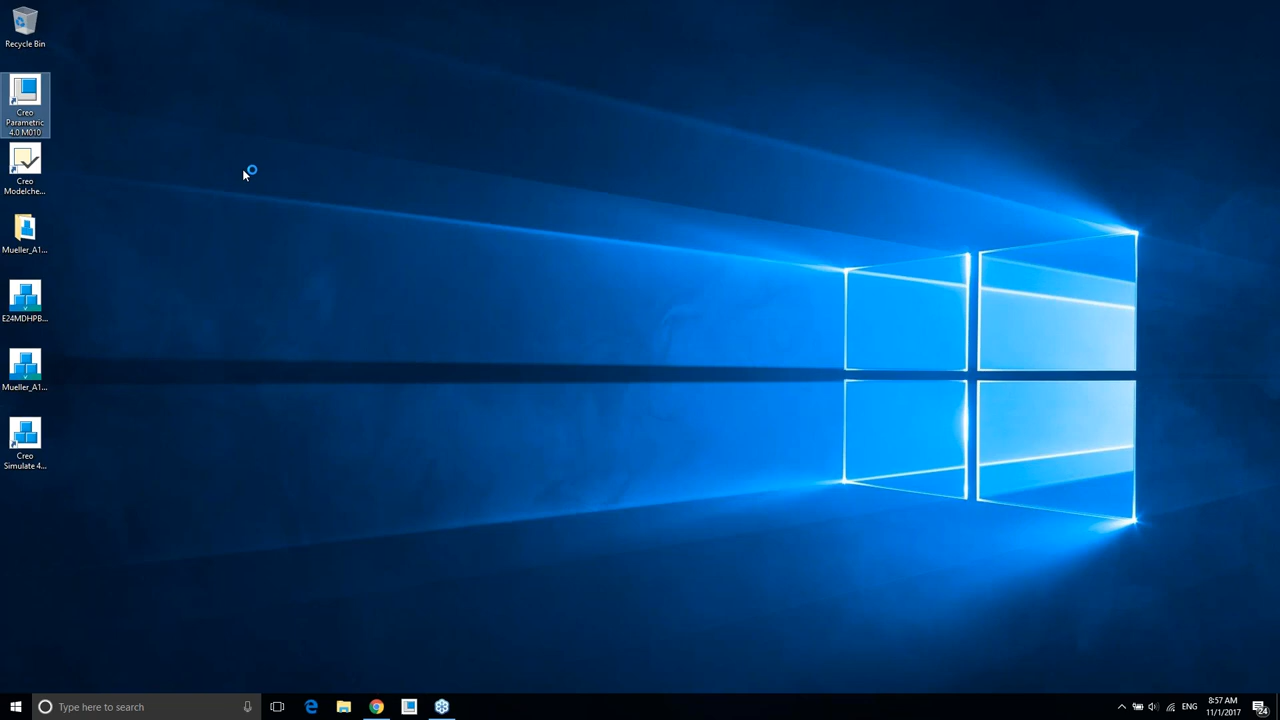 Recycle Bin
Creo
Parametric
4.0 M010
Creo
Modelche...
Mueller_A1...
E24MDHPB...
Mueller_A1...
Creo
Simulate 4...
Type here to search
ENG
8:57 AM
11/1/2017
24